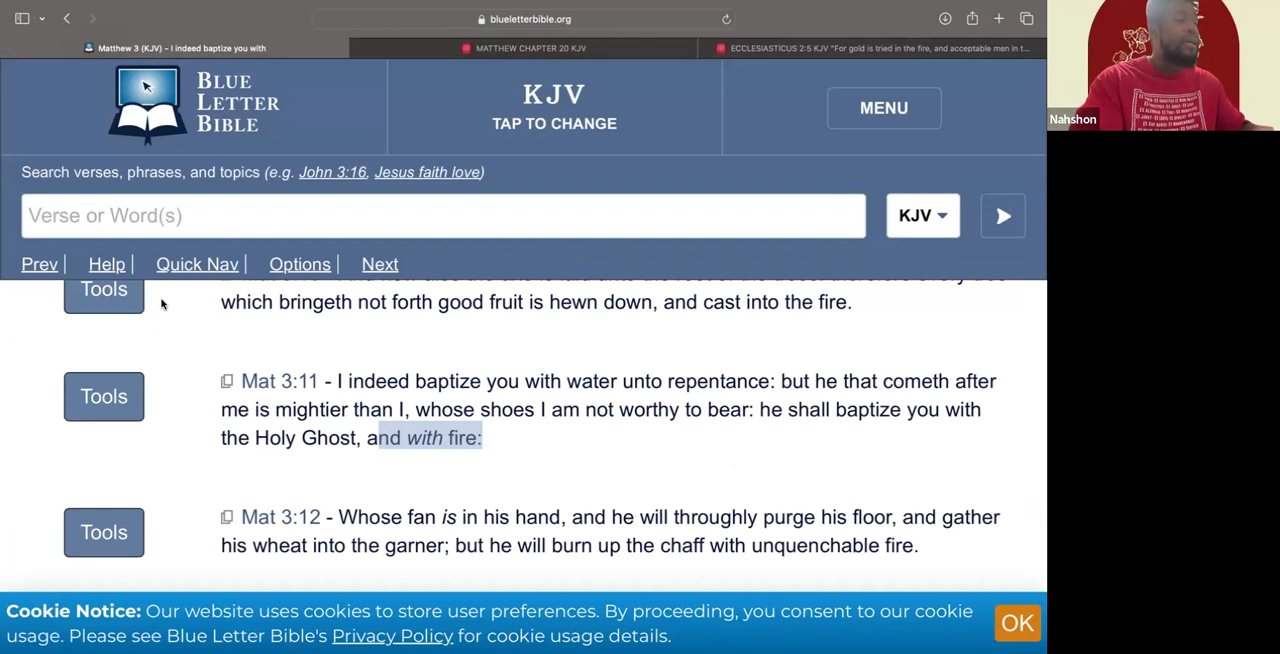 blueletterbible.org
Matthew 3 (KJV) - I indeed baptize you with
MATTHEW CHAPTER 20 KJV
ECCLESIASTICUS 2:5 KJV "For gold is tried in the fire, and acceptable men in t...
BLUE
LETTER
BIBLE
KJV
TAP TO CHANGE
MENU
Nahshon
Search verses, phrases, and topics (e.g. John 3:16, Jesus faith love)
Verse or Word(s)
KJV
Prev | Help | Quick Nav | Options | Next
Tools
which bringeth not forth good fruit is hewn down, and cast into the fire.
Tools
Mat 3:11 - I indeed baptize you with water unto repentance: but he that cometh after
me is mightier than I, whose shoes I am not worthy to bear: he shall baptize you with
the Holy Ghost, and with fire:
Tools
Mat 3:12 - Whose fan is in his hand, and he will throughly purge his floor, and gather
his wheat into the garner; but he will burn up the chaff with unquenchable fire.
Cookie Notice: Our website uses cookies to store user preferences. By proceeding, you consent to our cookie
usage. Please see Blue Letter Bible's Privacy Policy for cookie usage details.
OK